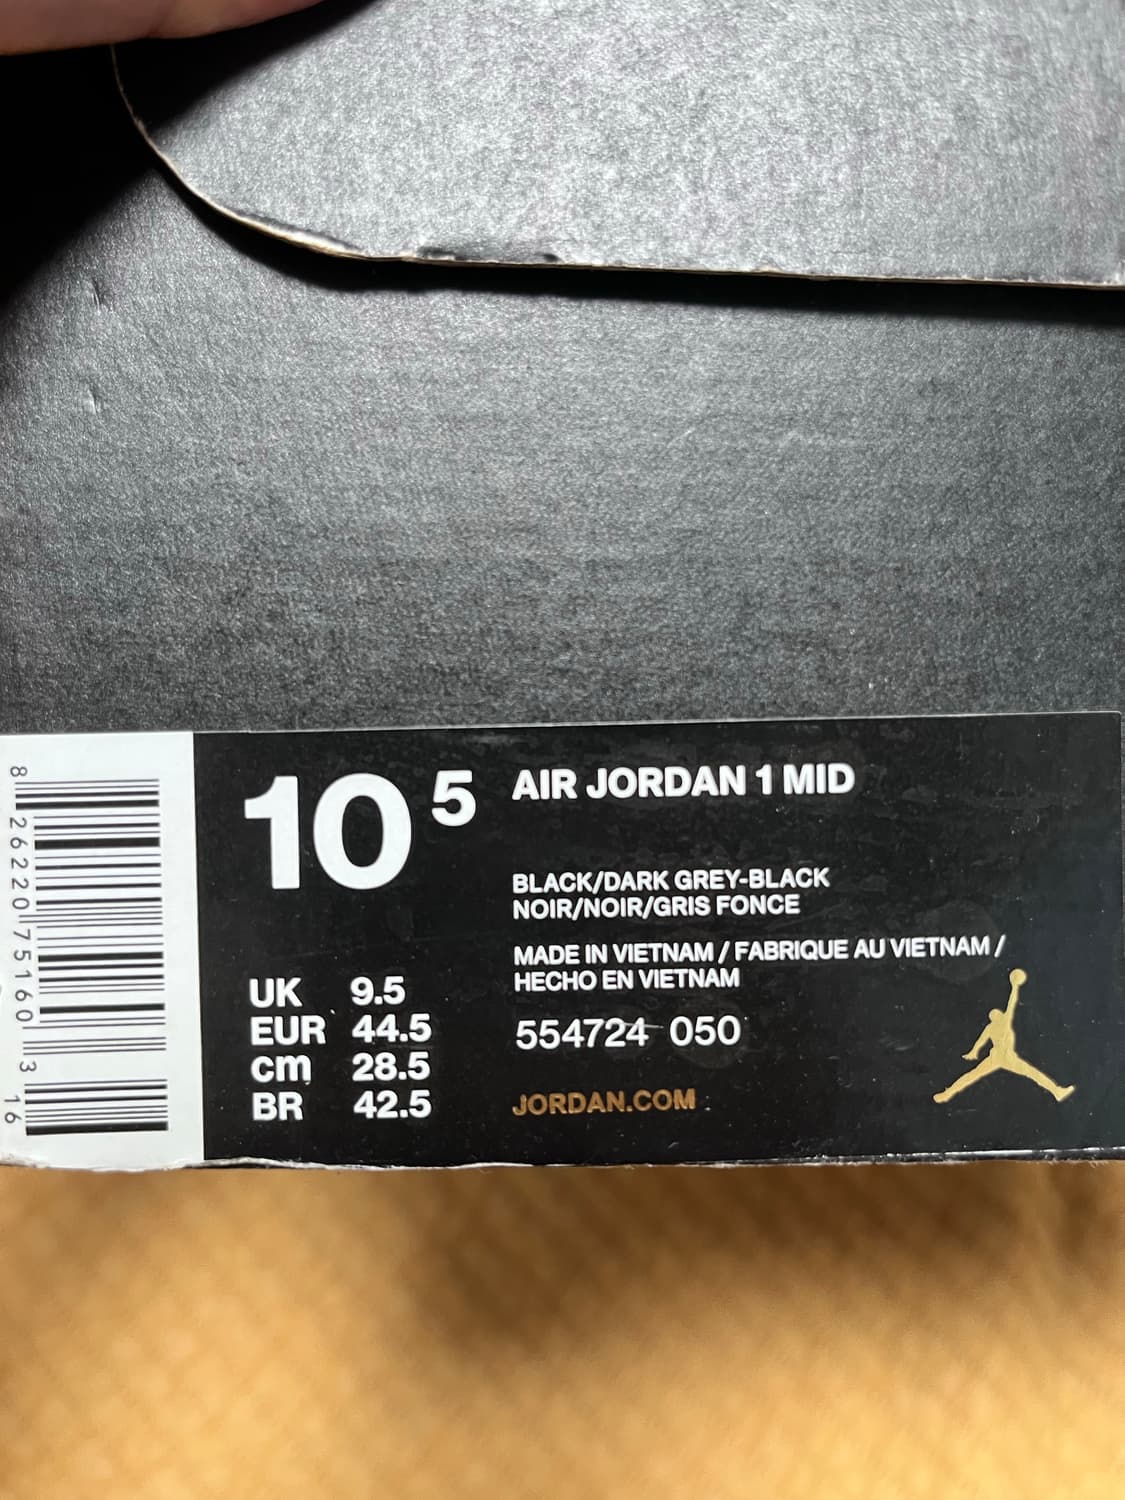 10 5
AIR JORDAN 1 MID
BLACK/DARK GREY-BLACK
NOIR/NOIR/GRIS FONCE
MADE IN VIETNAM / FABRIQUE AU VIETNAM /
HECHO EN VIETNAM
554724 050
JORDAN.COM
UK 9.5
EUR 44.5
cm 28.5
BR 42.5
8 26220 75160 3 16